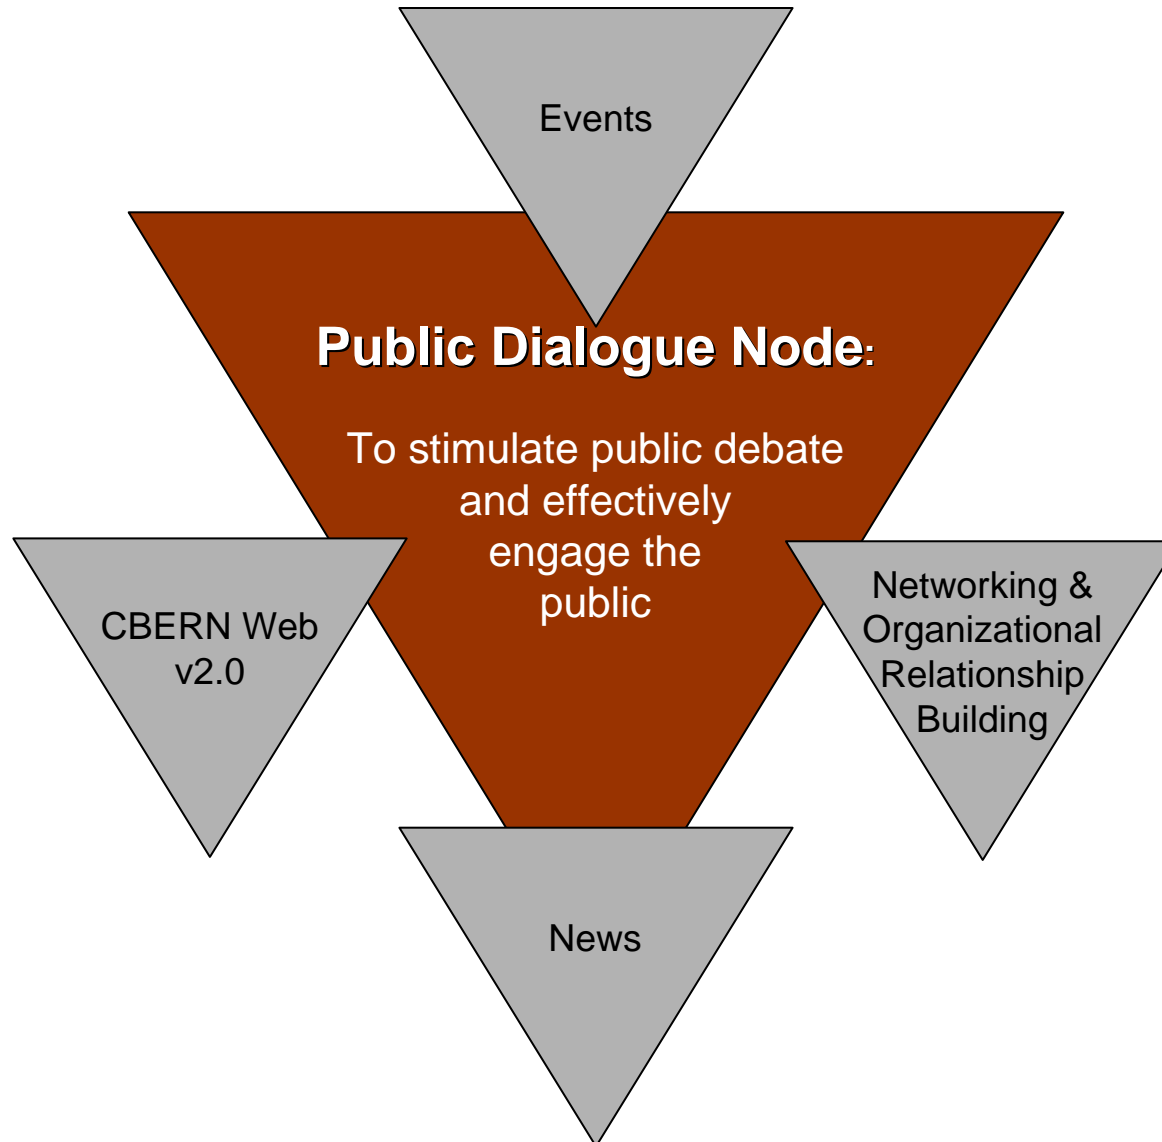 Events
Public Dialogue Node:
To stimulate public debate
and effectively
engage the
public
CBERN Web
v2.0
Networking &
Organizational
Relationship
Building
News